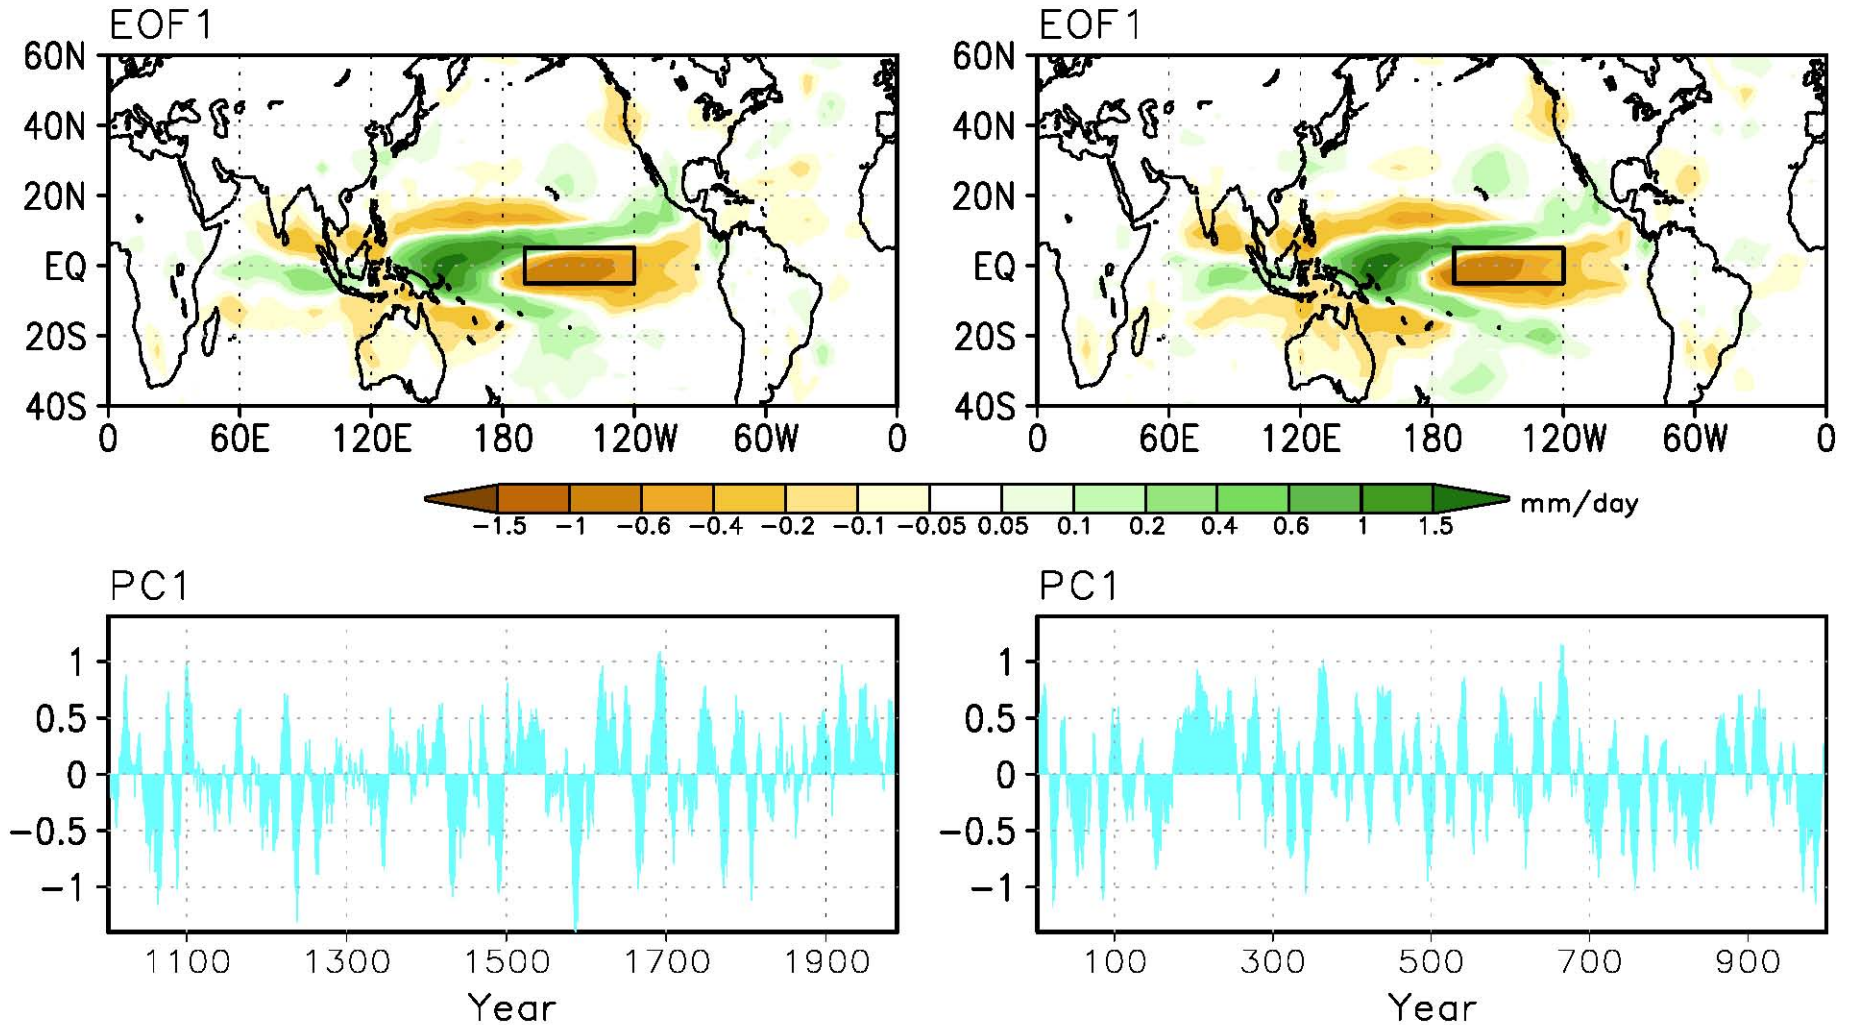 EOF1
60N
40N
20N
EQ
20S
40S
0 60E 120E 180 120W 60W 0
EOF1
60N
40N
20N
EQ
20S
40S
0 60E 120E 180 120W 60W 0
−1.5 −1 −0.6 −0.4 −0.2 −0.1 −0.05 0.05 0.1 0.2 0.4 0.6 1 1.5 mm/day
PC1
1
0.5
0
−0.5
−1
1100 1300 1500 1700 1900
Year
PC1
1
0.5
0
−0.5
−1
100 300 500 700 900
Year